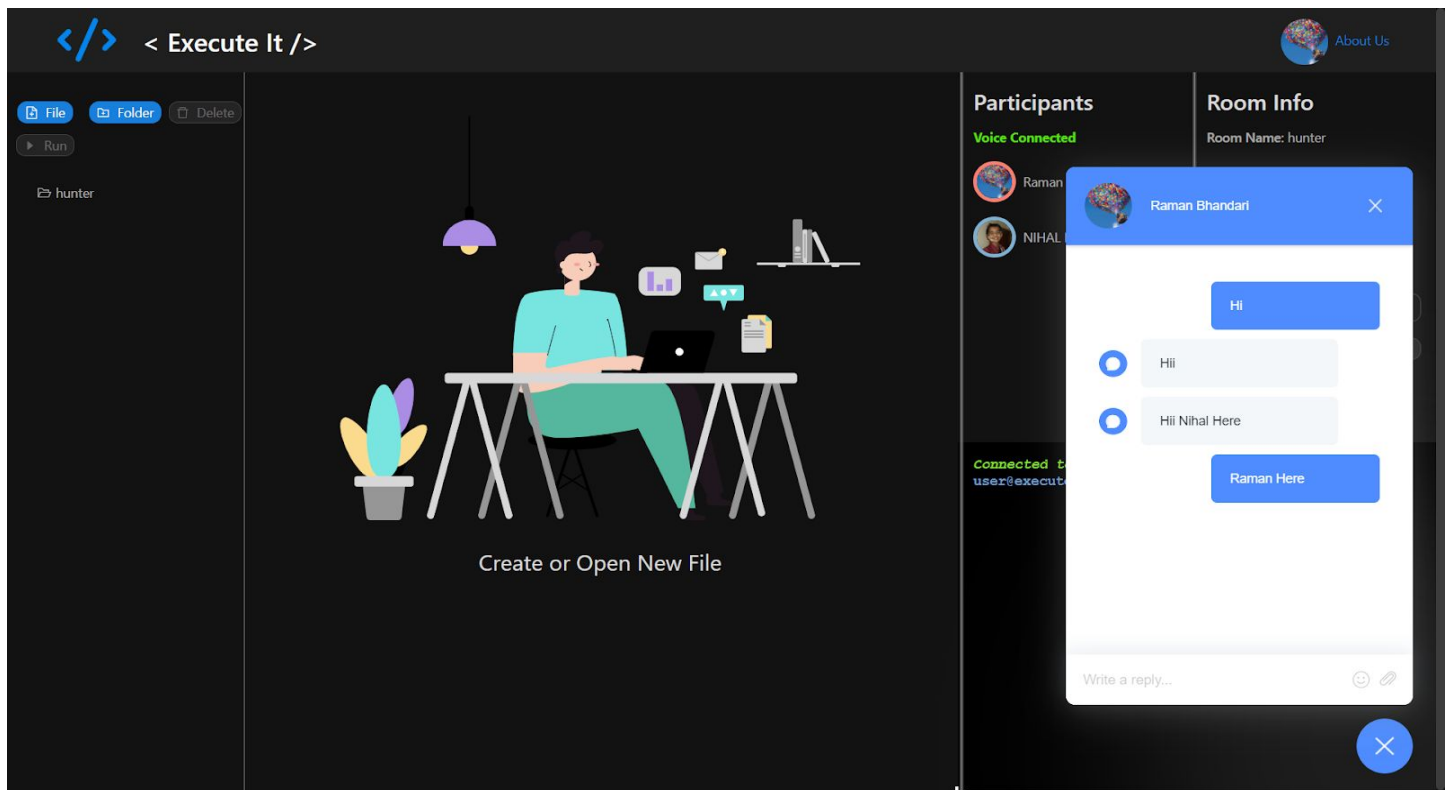 </> < Execute It />
About Us
File Folder Delete
Run
hunter
Create or Open New File
Participants
Voice Connected
Raman
NIHAL
Room Info
Room Name: hunter
Connected
user@execut
Raman Bhandari
Hi
Hii
Hii Nihal Here
Raman Here
Write a reply...